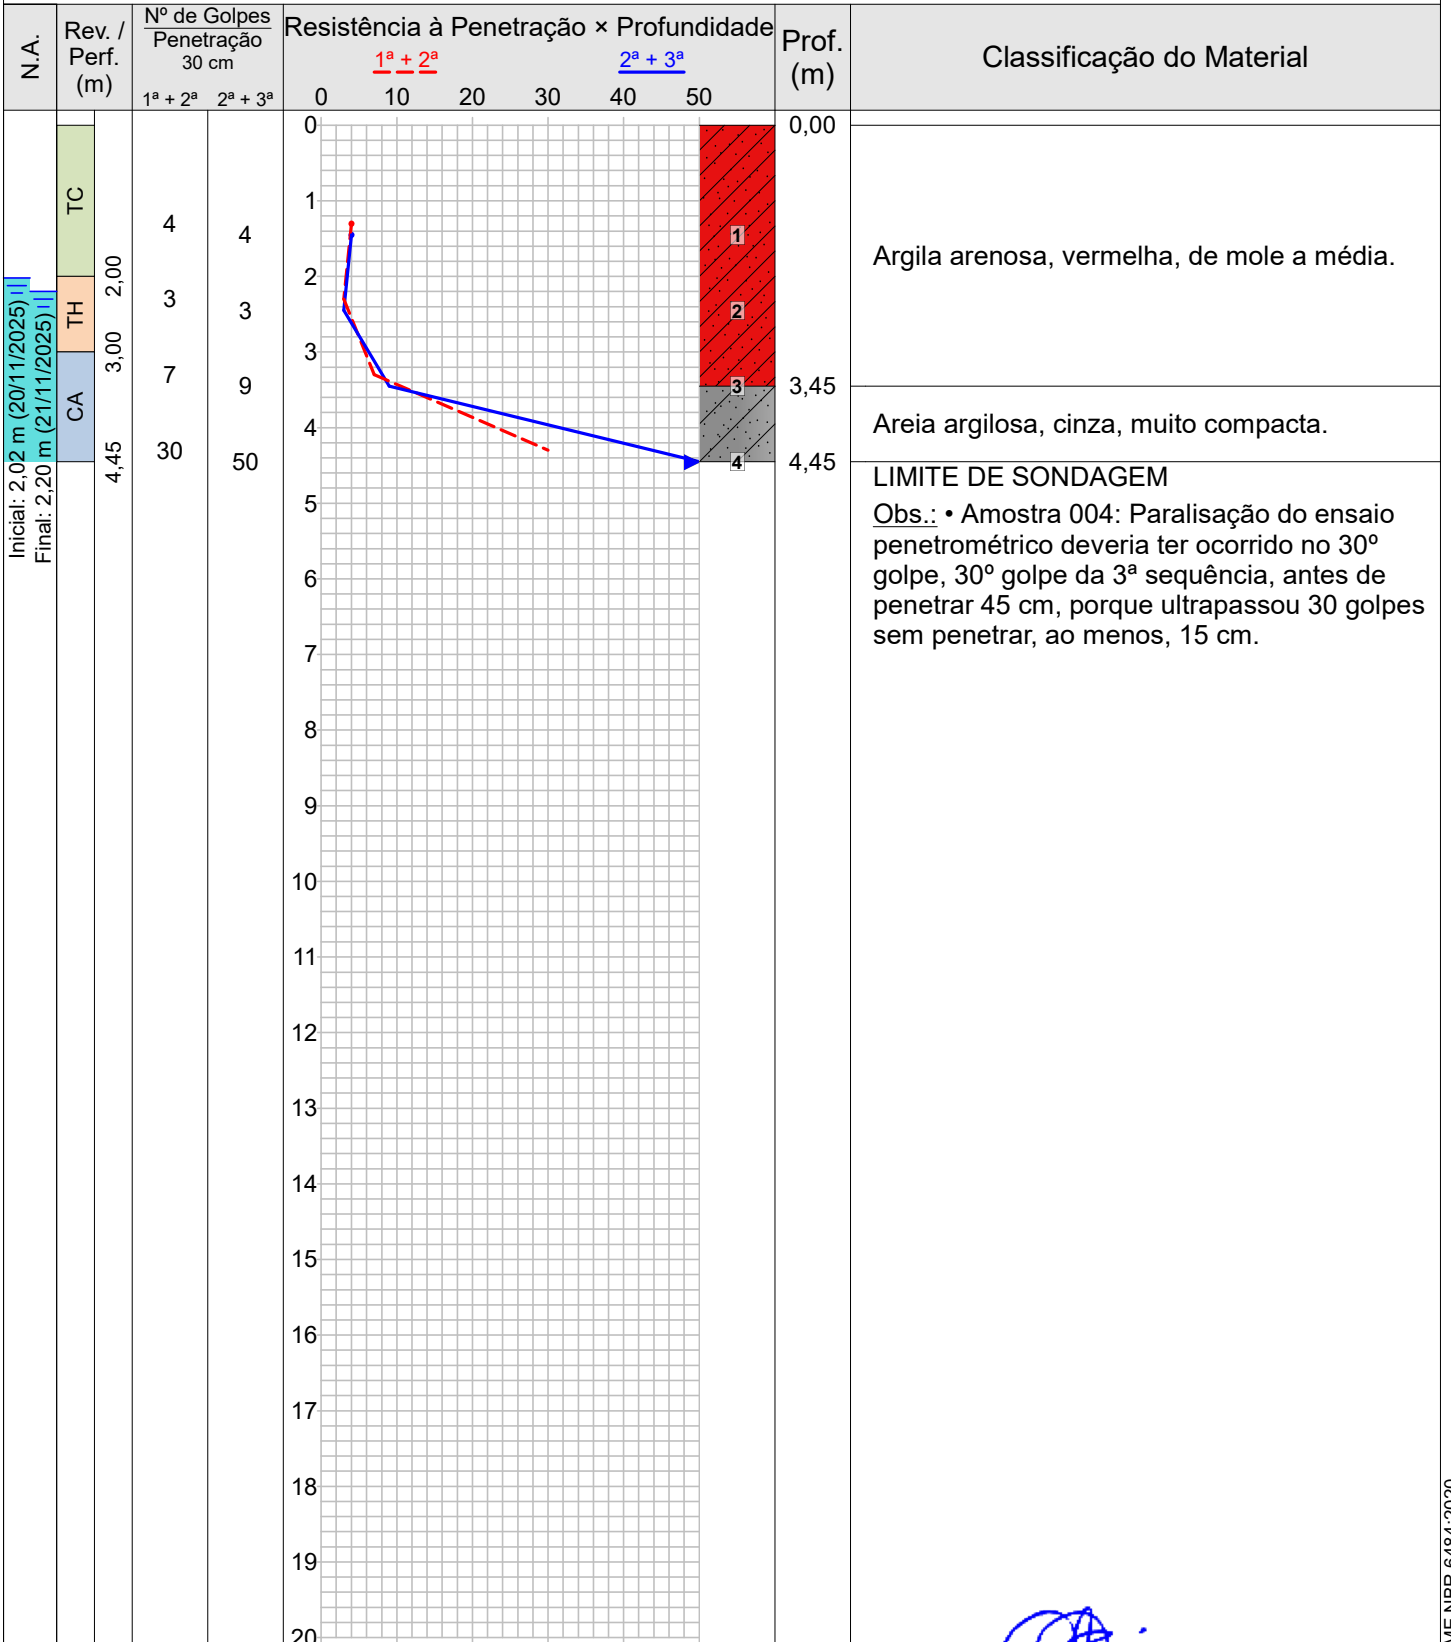 N.A.
Rev. /
Perf.
(m)
Nº de Golpes
Penetração
30 cm
1ª + 2ª
2ª + 3ª
Resistência à Penetração × Profundidade
1ª + 2ª
2ª + 3ª
0 10 20 30 40 50
Prof.
(m)
Classificação do Material
Inicial: 2,02 m (20/11/2025)
Final: 2,20 m (21/11/2025)
TC
TH
CA
2,00
3,00
4,45
4
3
7
30
4
3
9
50
0
1
2
3
4
5
6
7
8
9
10
11
12
13
14
15
16
17
18
19
20
1
2
3
4
0,00
3,45
4,45
Argila arenosa, vermelha, de mole a média.
Areia argilosa, cinza, muito compacta.
LIMITE DE SONDAGEM
Obs.: • Amostra 004: Paralisação do ensaio
penetrométrico deveria ter ocorrido no 30º
golpe, 30º golpe da 3ª sequência, antes de
penetrar 45 cm, porque ultrapassou 30 golpes
sem penetrar, ao menos, 15 cm.
NBR 6484:2020